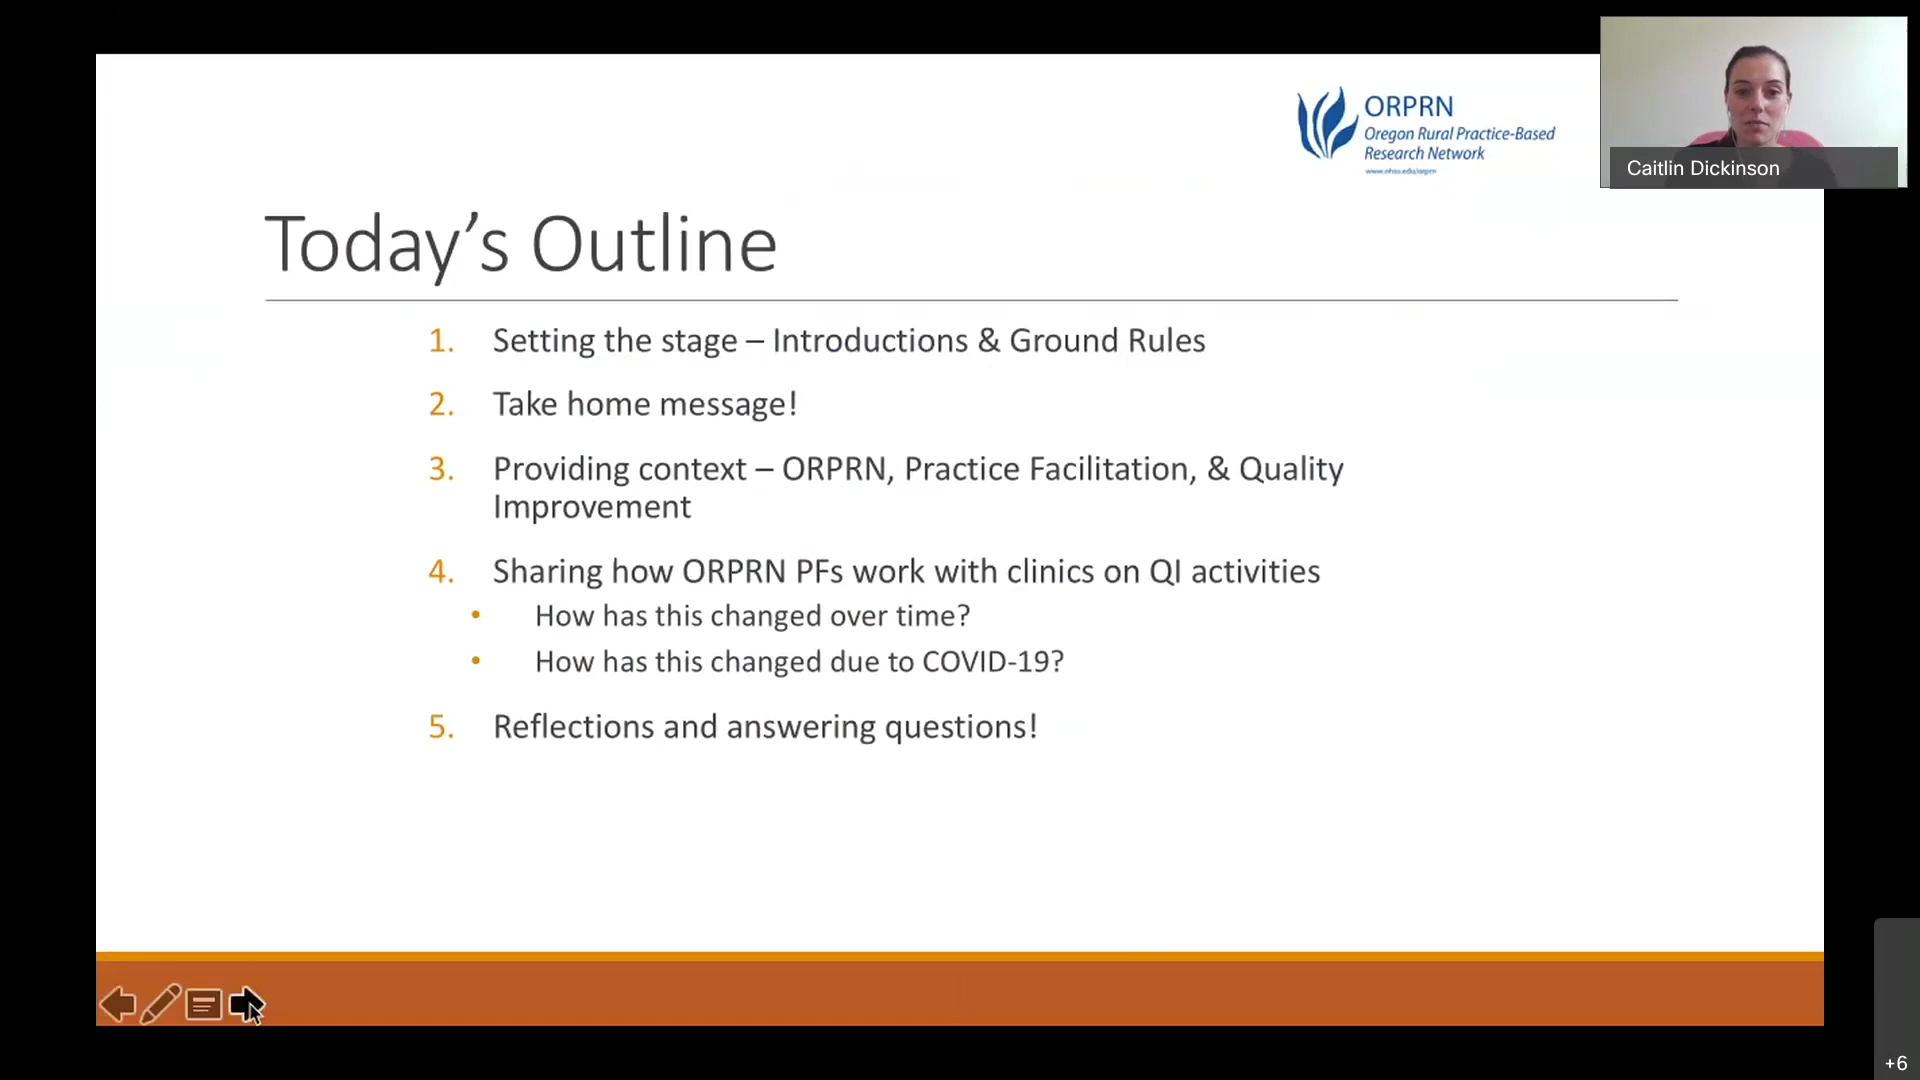 ORPRN
Oregon Rural Practice-Based
Research Network
www.ohsu.edu/orprn
Caitlin Dickinson
Today’s Outline
1. Setting the stage – Introductions & Ground Rules
2. Take home message!
3. Providing context – ORPRN, Practice Facilitation, & Quality
Improvement
4. Sharing how ORPRN PFs work with clinics on QI activities
• How has this changed over time?
• How has this changed due to COVID-19?
5. Reflections and answering questions!
+6